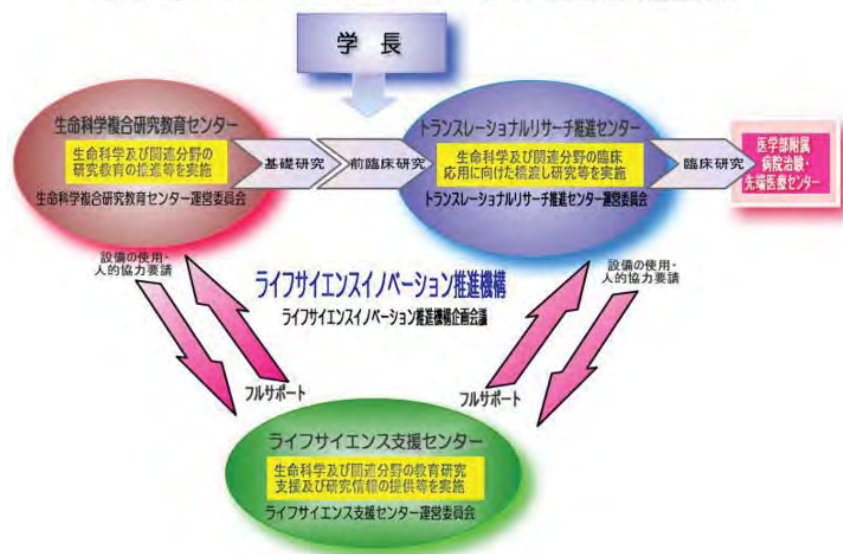 学 長
生命科学複合研究教育センター
生命科学及び関連分野の
研究教育の推進等を実施
生命科学複合研究教育センター運営委員会
基礎研究
前臨床研究
トランスレーショナルリサーチ推進センター
生命科学及び関連分野の臨床
応用に向けた橋渡し研究等を実施
トランスレーショナルリサーチ推進センター運営委員会
臨床研究
医学部附属
病院治験・
先端医療センター
設備の使用・
人的協力要請
ライフサイエンスイノベーション推進機構
ライフサイエンスイノベーション推進機構企画会議
設備の使用・
人的協力要請
フルサポート
フルサポート
ライフサイエンス支援センター
生命科学及び関連分野の教育研究
支援及び研究情報の提供等を実施
ライフサイエンス支援センター運営委員会